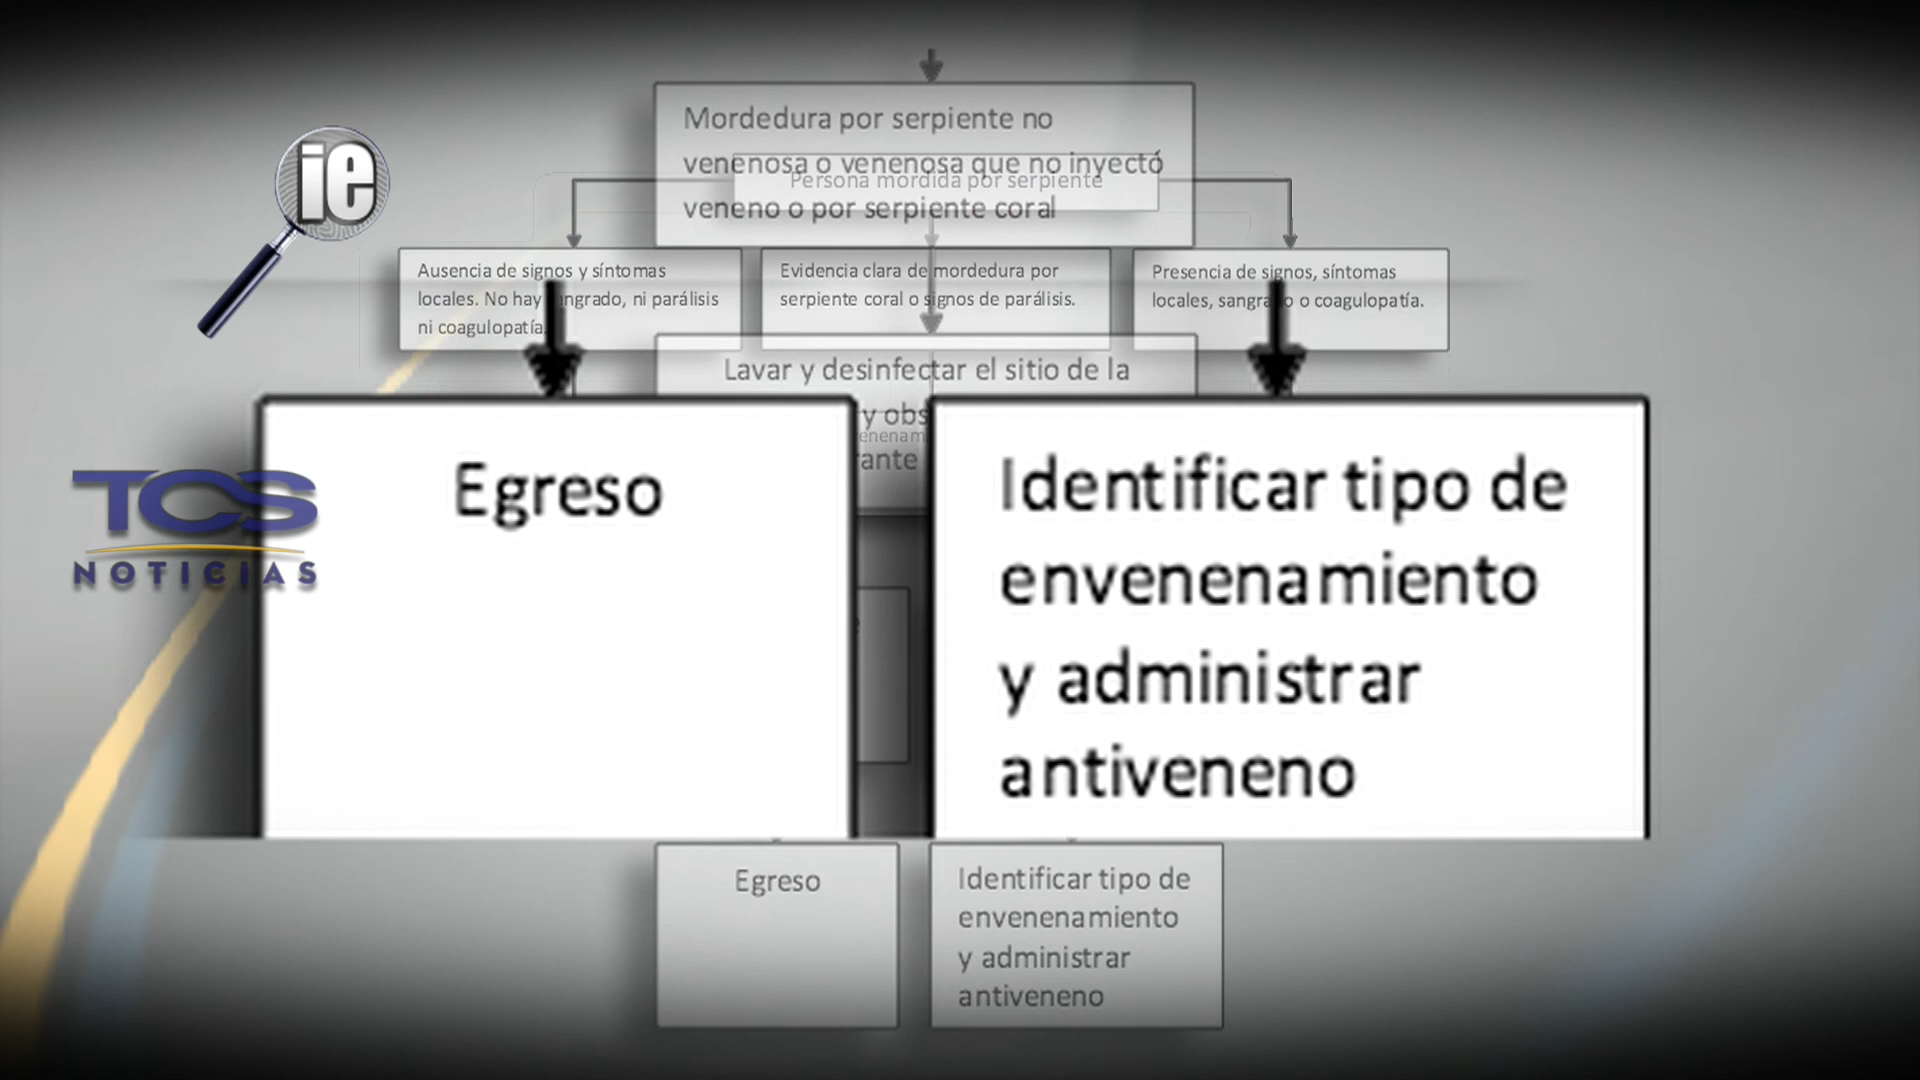 ie
Mordedura por serpiente no
venenosa o venenosa que no inyectó
veneno o por serpiente coral
Persona mordida por serpiente
Ausencia de signos y síntomas
locales. No hay sangrado, ni parálisis
ni coagulopatía.
Evidencia clara de mordedura por
serpiente coral o signos de parálisis.
Presencia de signos, síntomas
locales, sangrado o coagulopatía.
Lavar y desinfectar el sitio de la
y
TCS
NOTICIAS
Egreso
Identificar tipo de
envenenamiento
y administrar
antiveneno
Egreso
Identificar tipo de
envenenamiento
y administrar
antiveneno